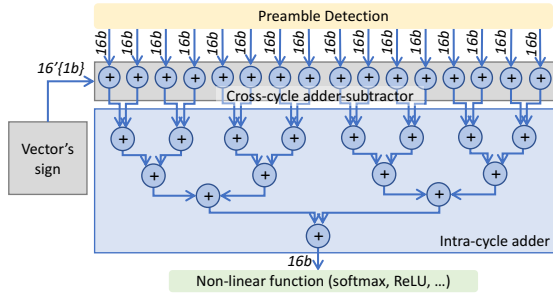 Preamble Detection
16b 16b 16b 16b 16b 16b 16b 16b 16b 16b 16b 16b 16b 16b 16b 16b
16'{1b}
+ + + + + + + + + + + + + + + +
Cross-cycle adder-subtractor
Vector's
sign
+ + + + + + + +
+ + + +
+ +
+
Intra-cycle adder
16b
Non-linear function (softmax, ReLU, …)